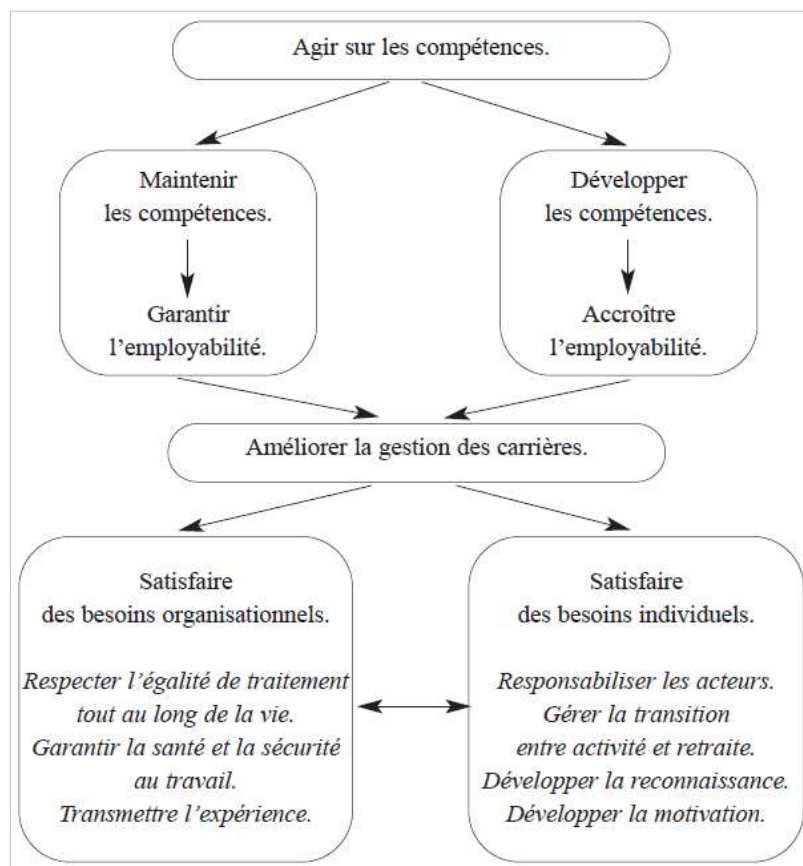 Agir sur les compétences.
Maintenir
les compétences.
Garantir
l’employabilité.
Développer
les compétences.
Accroître
l’employabilité.
Améliorer la gestion des carrières.
Satisfaire
des besoins organisationnels.
Respecter l’égalité de traitement
tout au long de la vie.
Garantir la santé et la sécurité
au travail.
Transmettre l’expérience.
Satisfaire
des besoins individuels.
Responsabiliser les acteurs.
Gérer la transition
entre activité et retraite.
Développer la reconnaissance.
Développer la motivation.